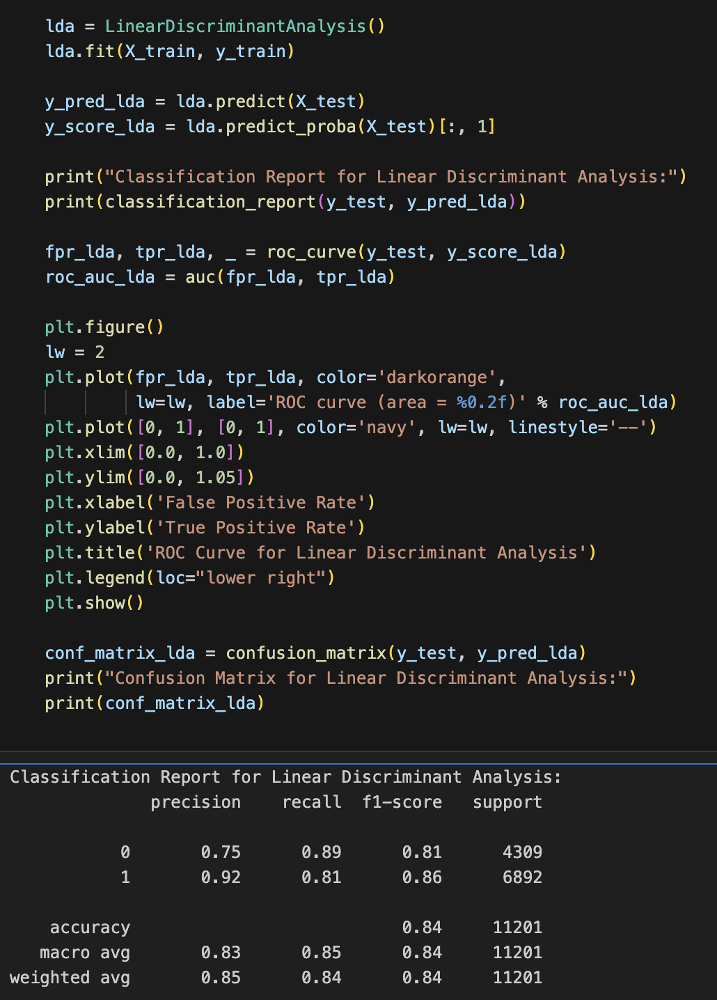 lda = LinearDiscriminantAnalysis()
lda.fit(X_train, y_train)
y_pred_lda = lda.predict(X_test)
y_score_lda = lda.predict_proba(X_test)[:, 1]
print("Classification Report for Linear Discriminant Analysis:")
print(classification_report(y_test, y_pred_lda))
fpr_lda, tpr_lda, _ = roc_curve(y_test, y_score_lda)
roc_auc_lda = auc(fpr_lda, tpr_lda)
plt.figure()
lw = 2
plt.plot(fpr_lda, tpr_lda, color='darkorange',
lw=lw, label='ROC curve (area = %0.2f)' % roc_auc_lda)
plt.plot([0, 1], [0, 1], color='navy', lw=lw, linestyle='--')
plt.xlim([0.0, 1.0])
plt.ylim([0.0, 1.05])
plt.xlabel('False Positive Rate')
plt.ylabel('True Positive Rate')
plt.title('ROC Curve for Linear Discriminant Analysis')
plt.legend(loc="lower right")
plt.show()
conf_matrix_lda = confusion_matrix(y_test, y_pred_lda)
print("Confusion Matrix for Linear Discriminant Analysis:")
print(conf_matrix_lda)
Classification Report for Linear Discriminant Analysis:
precision recall f1-score support
0 0.75 0.89 0.81 4309
1 0.92 0.81 0.86 6892
accuracy 0.84 11201
macro avg 0.83 0.85 0.84 11201
weighted avg 0.85 0.84 0.84 11201